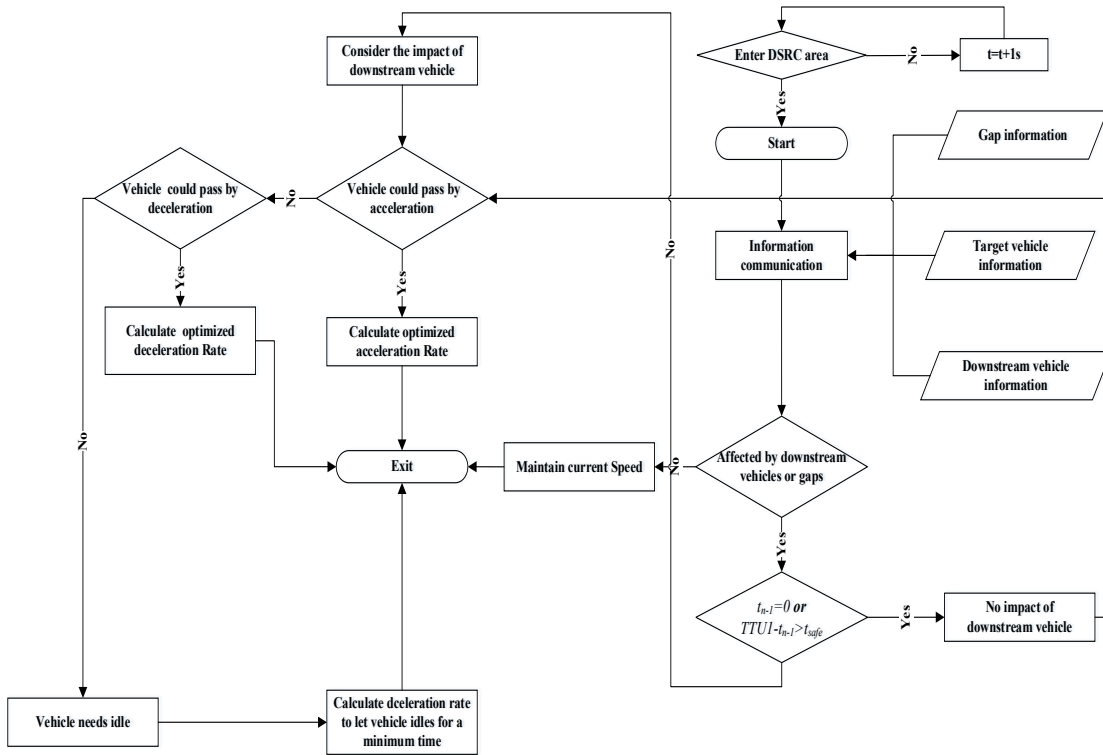 Enter DSRC area
No
t=t+1s
Yes
Start
Gap information
Information
communication
Target vehicle
information
Downstream vehicle
information
Affected by downstream
vehicles or gaps
No
Maintain current Speed
Exit
Yes
tn-1=0 or
TTU1-tn-1>tsafe
Yes
No impact of
downstream vehicle
No
Consider the impact of
downstream vehicle
Vehicle could pass by
acceleration
Yes
Calculate optimized
acceleration Rate
No
Vehicle could pass by
deceleration
Yes
Calculate optimized
deceleration Rate
No
Vehicle needs idle
Calculate dceleration rate
to let vehicle idles for a
minimum time